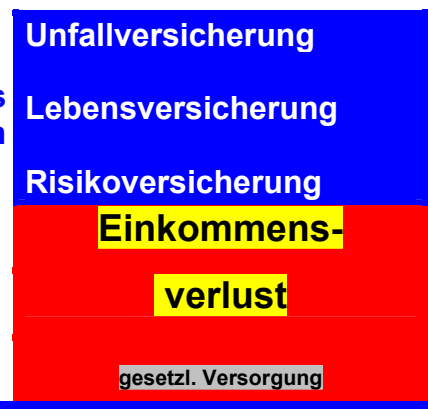 Unfallversicherung
Lebensversicherung
Risikoversicherung
Einkommens-
verlust
gesetzl. Versorgung